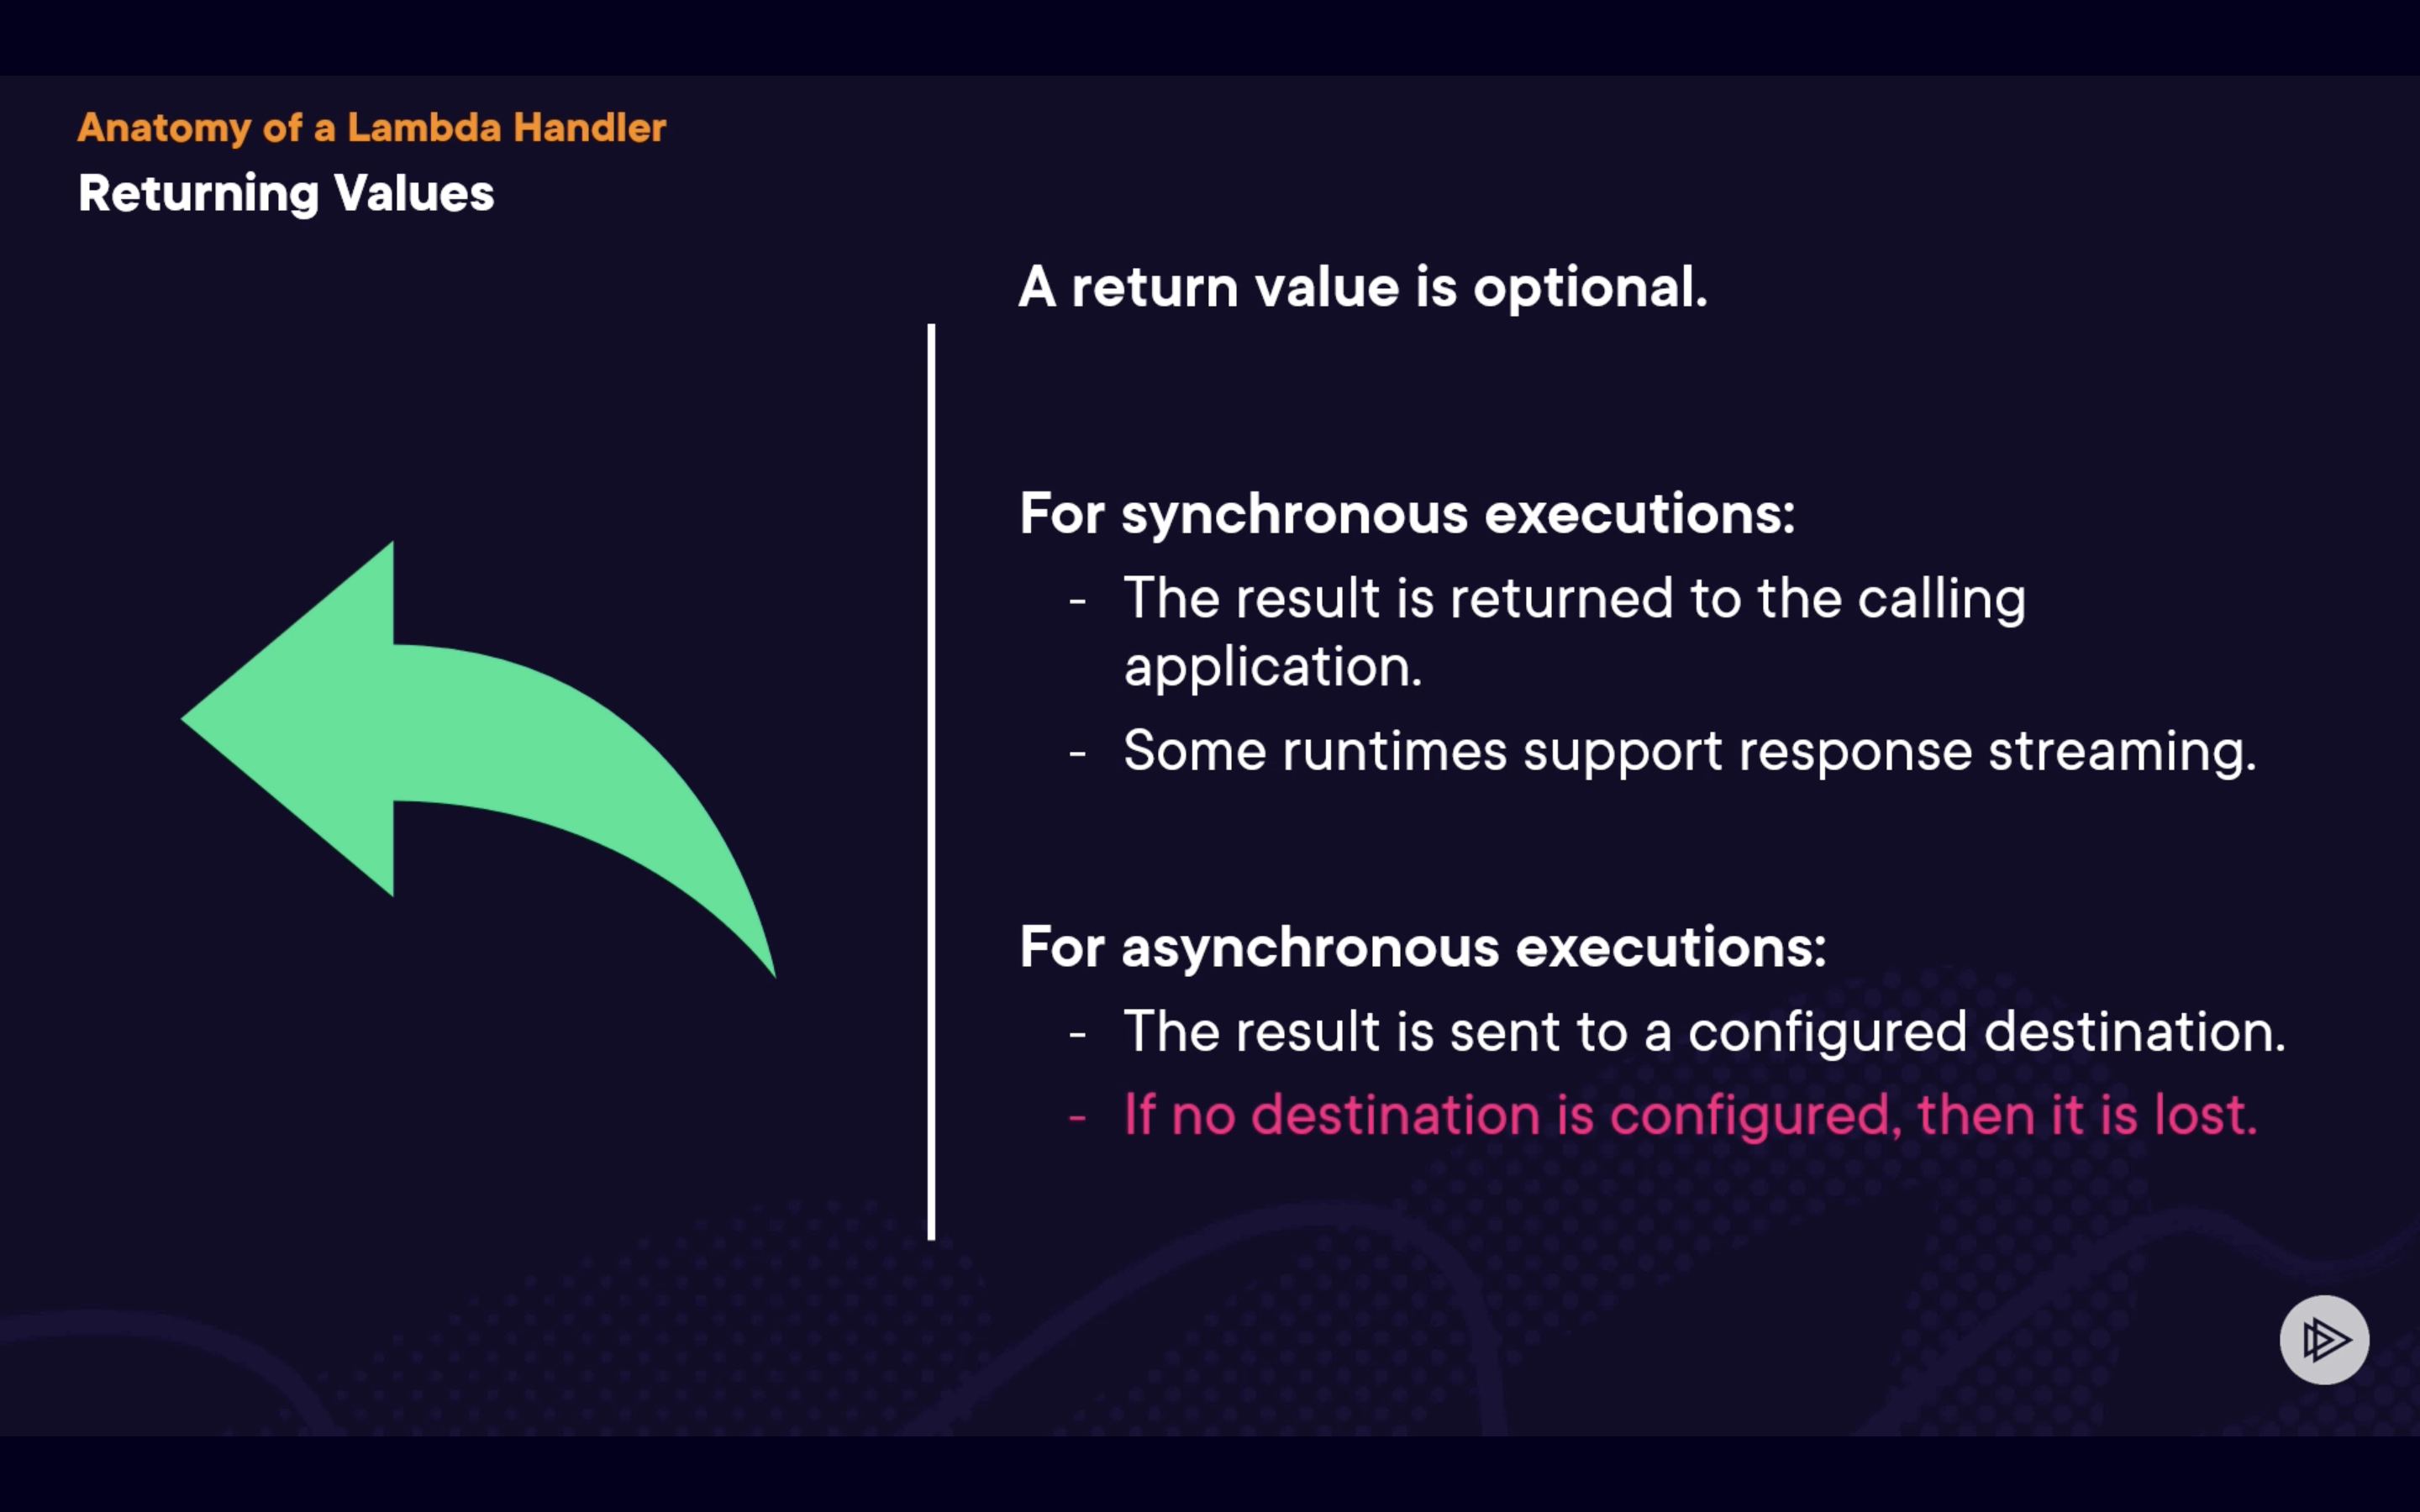 Anatomy of a Lambda Handler
Returning Values
A return value is optional.
For synchronous executions:
- The result is returned to the calling
application.
- Some runtimes support response streaming.
For asynchronous executions:
- The result is sent to a configured destination.
- If no destination is configured, then it is lost.